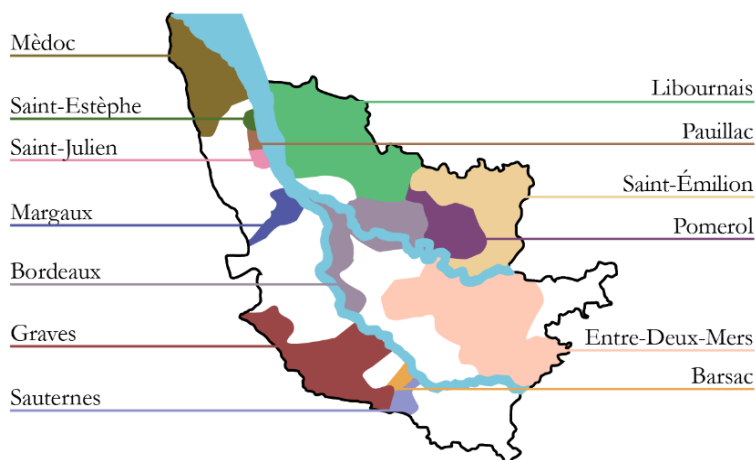 Mèdoc
Saint-Estèphe
Saint-Julien
Margaux
Bordeaux
Graves
Sauternes
Libournais
Pauillac
Saint-Émilion
Pomerol
Entre-Deux-Mers
Barsac